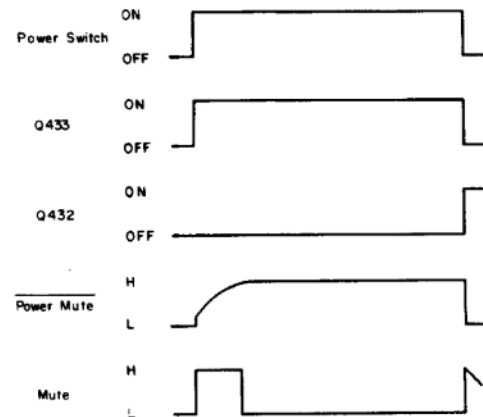 ON
Power Switch
OFF
ON
Q433
OFF
ON
Q432
OFF
H
Power Mute
L
H
Mute
L